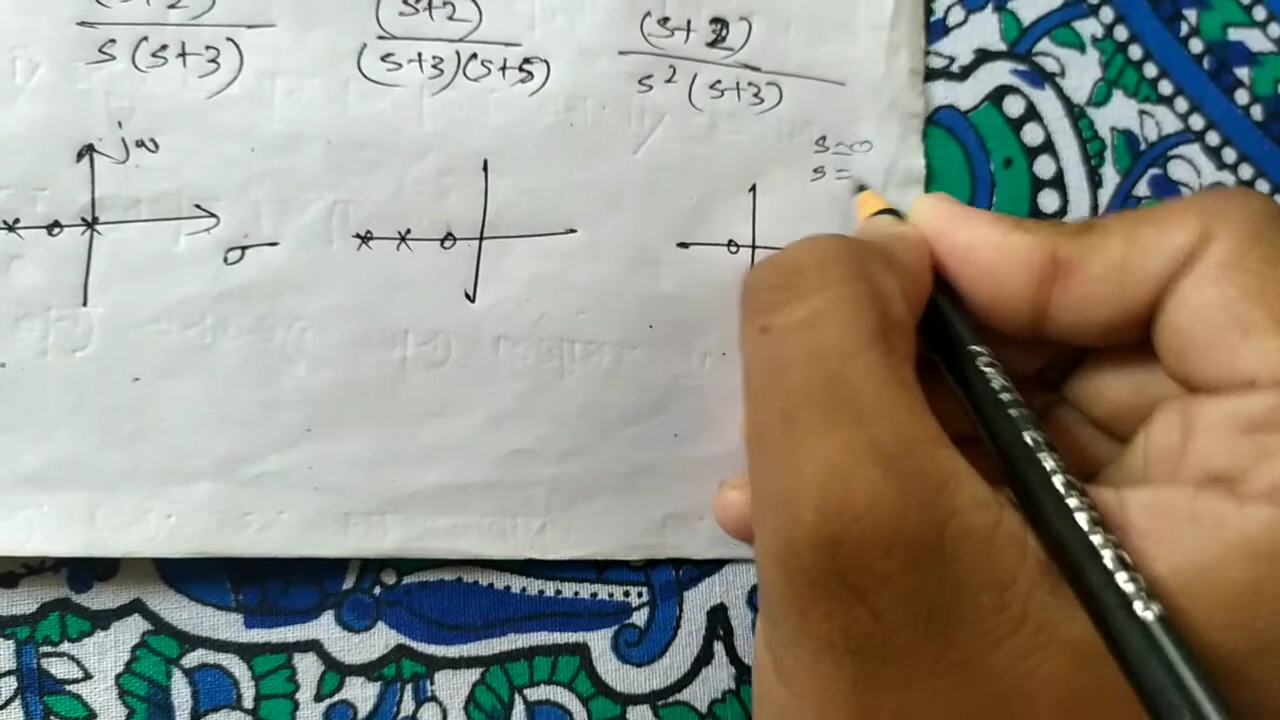 (s+2) (s+2)
s(s+3) (s+3)(s+5) s²(s+3)
jω
s=0
s=
σ